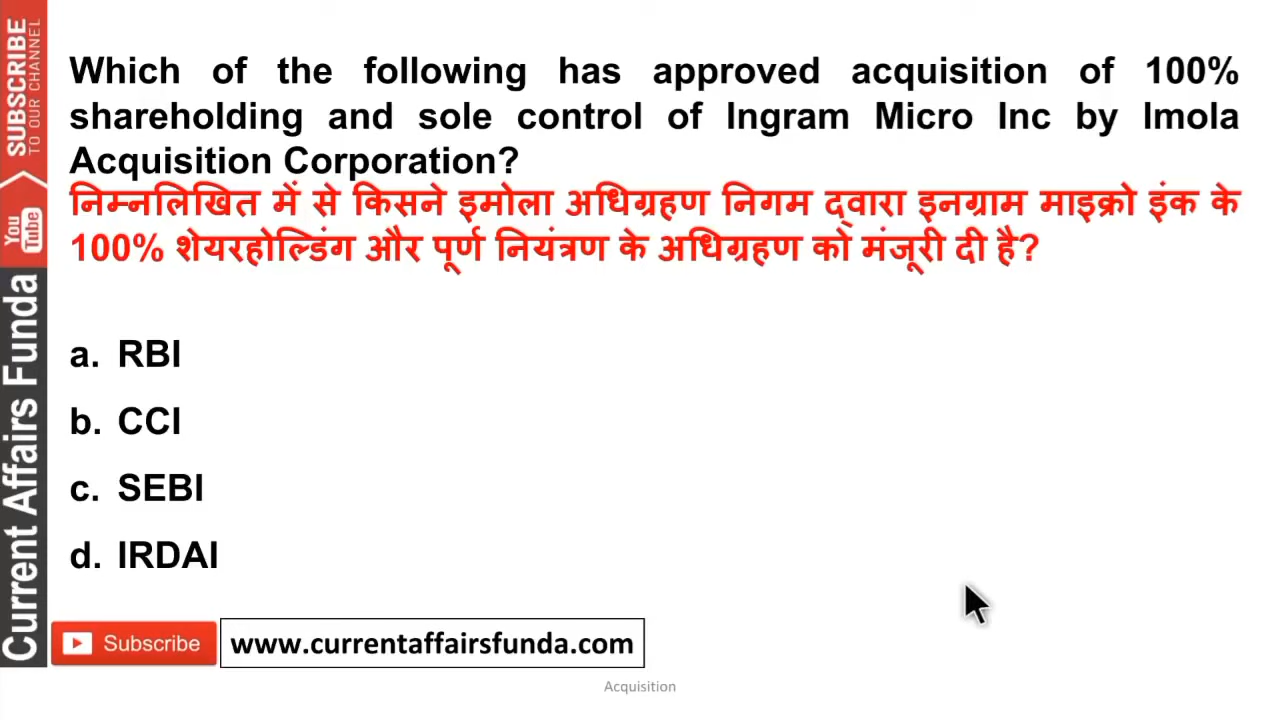 Which of the following has approved acquisition of 100%
shareholding and sole control of Ingram Micro Inc by Imola
Acquisition Corporation?
निम्नलिखित में से किसने इमोला अधिग्रहण निगम द्वारा इनग्राम माइक्रो इंक के
100% शेयरहोल्डिंग और पूर्ण नियंत्रण के अधिग्रहण को मंजूरी दी है?
a. RBI
b. CCI
c. SEBI
d. IRDAI
SUBSCRIBE
TO OUR CHANNEL
You
Tube
Current Affairs Funda
Subscribe
www.currentaffairsfunda.com
Acquisition